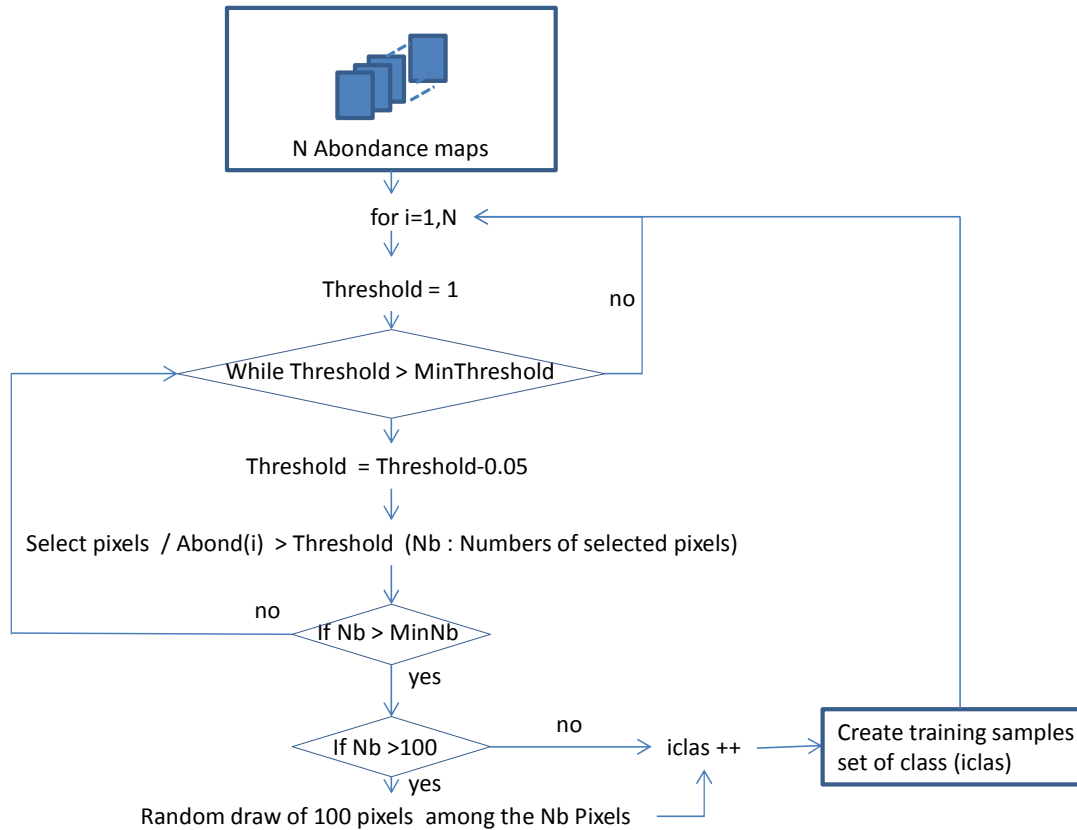 N Abondance maps
for i=1,N
Threshold = 1
no
While Threshold > MinThreshold
Threshold = Threshold-0.05
Select pixels / Abond(i) > Threshold (Nb : Numbers of selected pixels)
no
If Nb > MinNb
yes
If Nb >100
no
iclas ++
Create training samples
set of class (iclas)
yes
Random draw of 100 pixels among the Nb Pixels